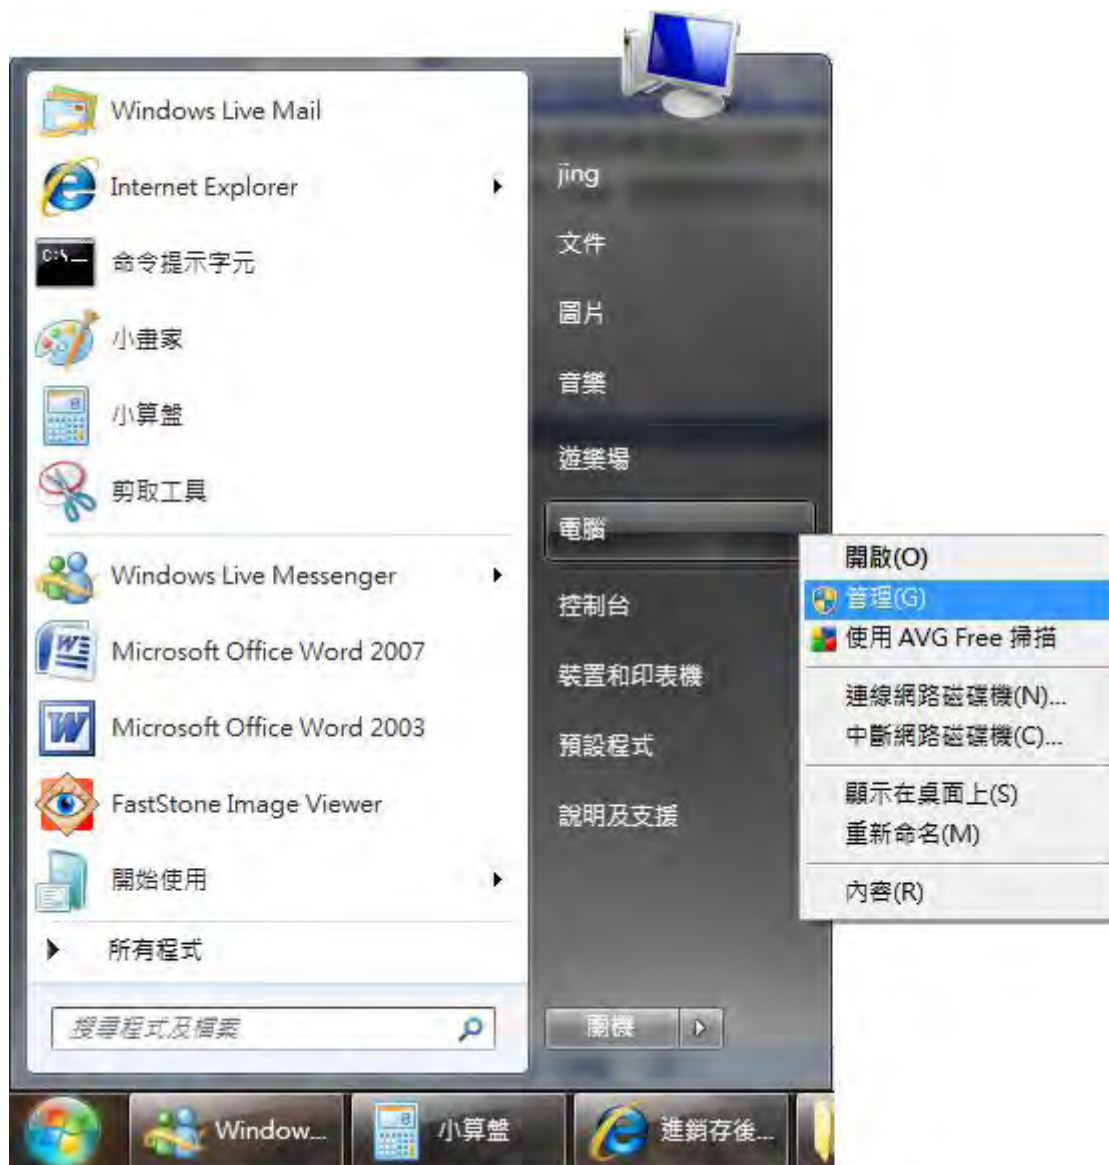 Windows Live Mail
Internet Explorer
C:\
命令提示字元
小畫家
小算盤
剪取工具
Windows Live Messenger
Microsoft Office Word 2007
Microsoft Office Word 2003
FastStone Image Viewer
開始使用
所有程式
搜尋程式及檔案
jing
文件
圖片
音樂
遊樂場
電腦
控制台
裝置和印表機
預設程式
說明及支援
關機
開啟(O)
管理(G)
使用 AVG Free 掃描
連線網路磁碟機(N)...
中斷網路磁碟機(C)...
顯示在桌面上(S)
重新命名(M)
內容(R)
Window...
小算盤
進銷存後...